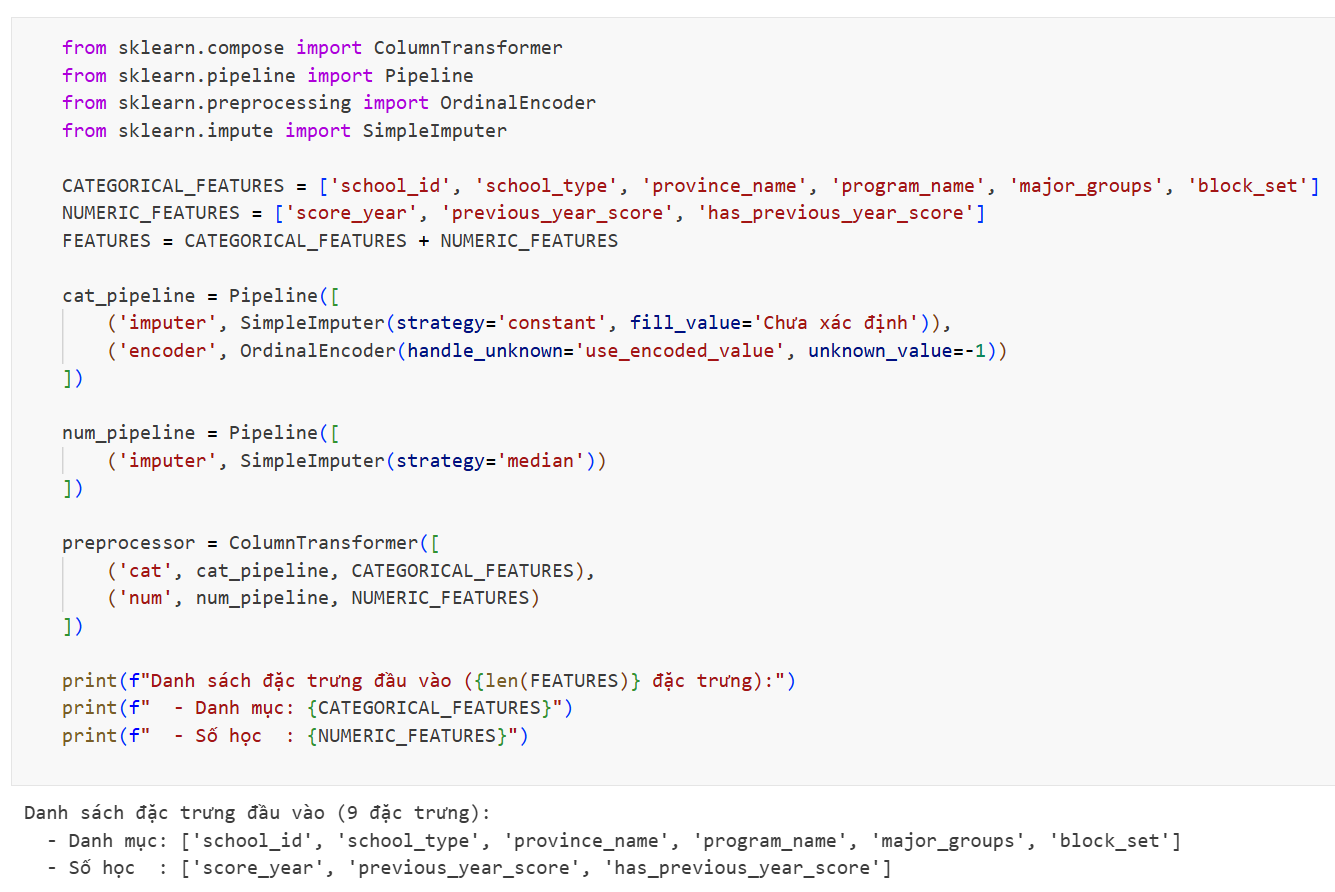 from sklearn.compose import ColumnTransformer
from sklearn.pipeline import Pipeline
from sklearn.preprocessing import OrdinalEncoder
from sklearn.impute import SimpleImputer

CATEGORICAL_FEATURES = ['school_id', 'school_type', 'province_name', 'program_name', 'major_groups', 'block_set']
NUMERIC_FEATURES = ['score_year', 'previous_year_score', 'has_previous_year_score']
FEATURES = CATEGORICAL_FEATURES + NUMERIC_FEATURES

cat_pipeline = Pipeline([
    ('imputer', SimpleImputer(strategy='constant', fill_value='Chưa xác định')),
    ('encoder', OrdinalEncoder(handle_unknown='use_encoded_value', unknown_value=-1))
])

num_pipeline = Pipeline([
    ('imputer', SimpleImputer(strategy='median'))
])

preprocessor = ColumnTransformer([
    ('cat', cat_pipeline, CATEGORICAL_FEATURES),
    ('num', num_pipeline, NUMERIC_FEATURES)
])

print(f"Danh sách đặc trưng đầu vào ({len(FEATURES)} đặc trưng):")
print(f"  - Danh mục: {CATEGORICAL_FEATURES}")
print(f"  - Số học  : {NUMERIC_FEATURES}")

Danh sách đặc trưng đầu vào (9 đặc trưng):
  - Danh mục: ['school_id', 'school_type', 'province_name', 'program_name', 'major_groups', 'block_set']
  - Số học  : ['score_year', 'previous_year_score', 'has_previous_year_score']